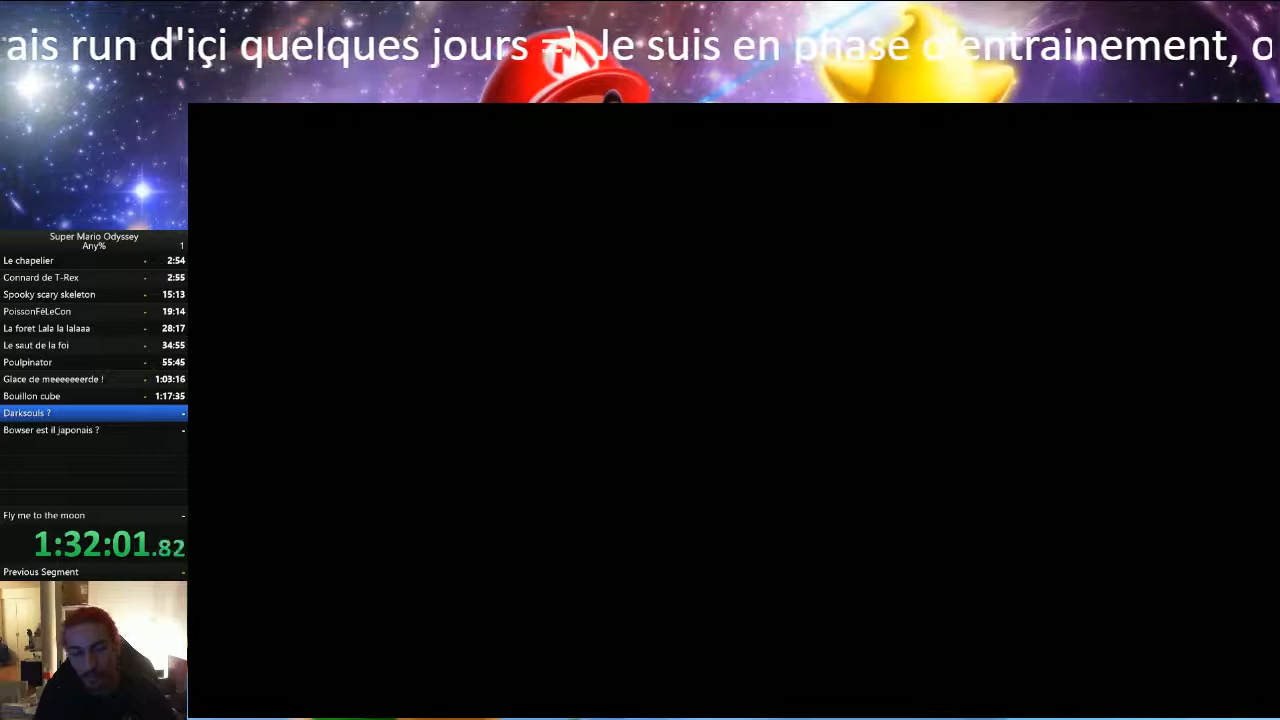 ais run d'içi quelques jours =) Je suis en phase d'entrainement, o
Super Mario Odyssey
Any% 1
Le chapelier - 2:54
Connard de T-Rex - 2:55
Spooky scary skeleton - 15:13
PoissonFéLeCon - 19:14
La foret Lala la lalaaa - 28:17
Le saut de la foi - 34:55
Poulpinator - 55:45
Glace de meeeeeeerde ! - 1:03:16
Bouillon cube - 1:17:35
Darksouls ? -
Bowser est il japonais ? -
Fly me to the moon -
1:32:01.82
Previous Segment -